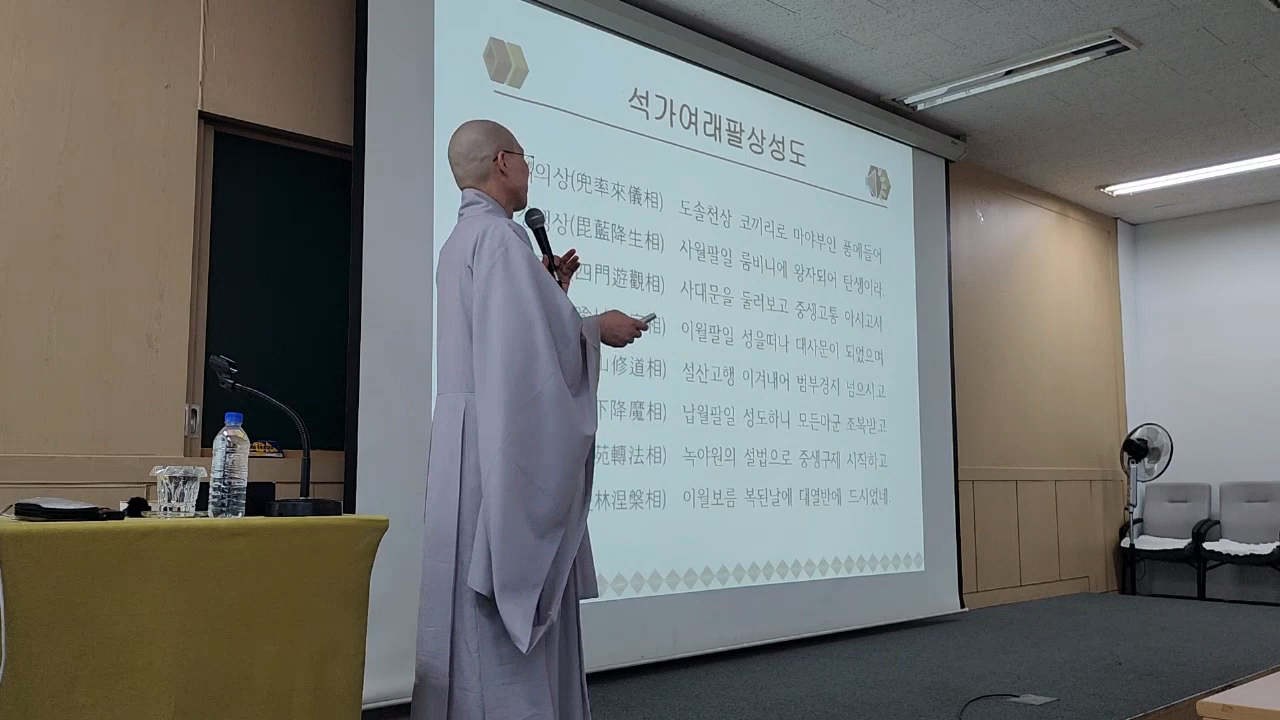 석가여래팔상성도
의상(兜率來儀相) 도솔천상 코끼리로 마야부인 품에들어
상(毘藍降生相) 사월팔일 룸비니에 왕자되어 탄생이라
四門遊觀相) 사대문을 둘러보고 중생고통 아시고서
相) 이월팔일 성을떠나 대사문이 되었으며
山修道相) 설산고행 이겨내어 범부경지 넘으시고
下降魔相) 납월팔일 성도하니 모든마군 조복받고
苑轉法相) 녹야원의 설법으로 중생구제 시작하고
林涅槃相) 이월보름 복된날에 대열반에 드시었네